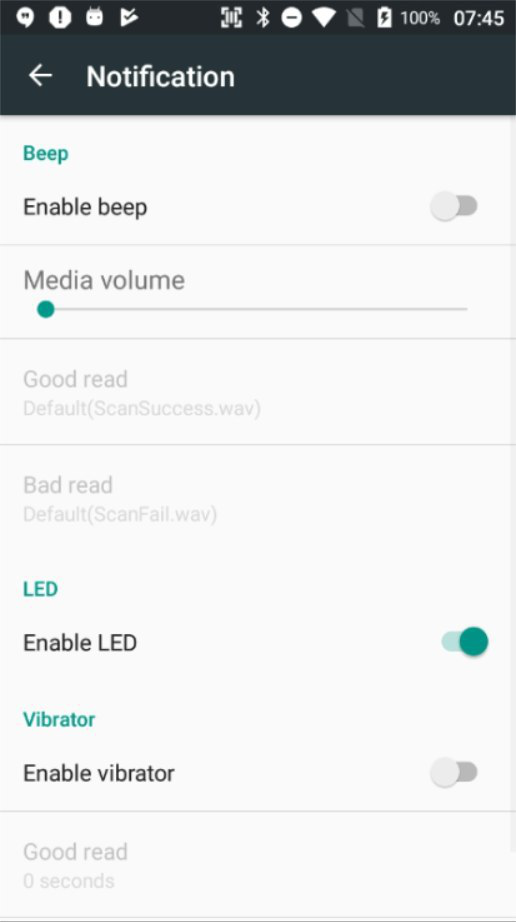 100% 07:45
Notification
Beep
Enable beep
Media volume
Good read
Default(ScanSuccess.wav)
Bad read
Default(ScanFail.wav)
LED
Enable LED
Vibrator
Enable vibrator
Good read
0 seconds